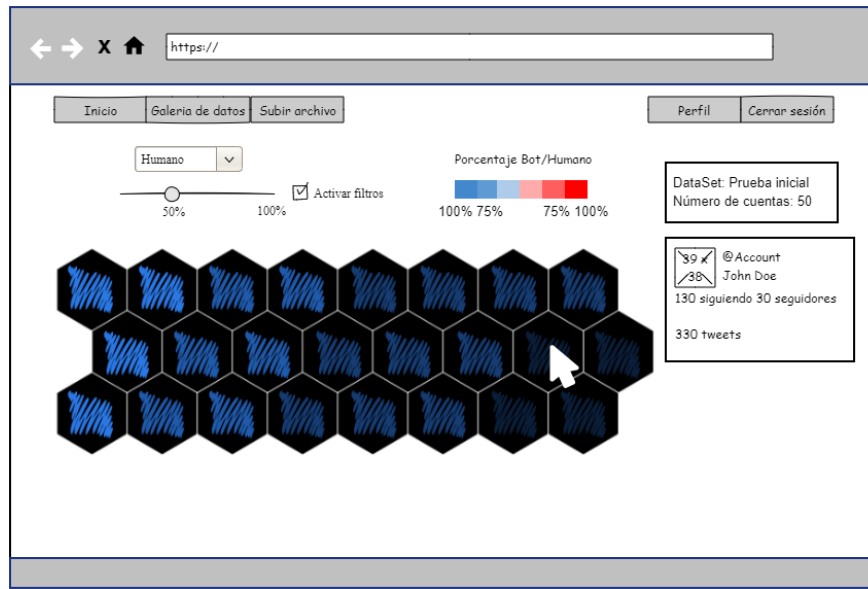 https://
Inicio
Galeria de datos
Subir archivo
Perfil
Cerrar sesión
Humano
50%
100%
Activar filtros
Porcentaje Bot/Humano
100% 75%
75% 100%
DataSet: Prueba inicial
Número de cuentas: 50
39 x
38
@Account
John Doe
130 siguiendo 30 seguidores
330 tweets